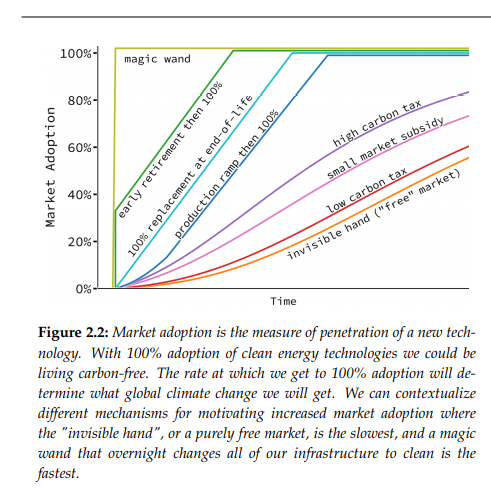 100%
80%
60%
40%
20%
0%
Market Adoption
Time
magic wand
early retirement then 100%
100% replacement at end-of-life
production ramp then 100%
high carbon tax
small market subsidy
low carbon tax
invisible hand ("free" market)
Figure 2.2: Market adoption is the measure of penetration of a new tech-
nology. With 100% adoption of clean energy technologies we could be
living carbon-free. The rate at which we get to 100% adoption will de-
termine what global climate change we will get. We can contextualize
different mechanisms for motivating increased market adoption where
the "invisible hand", or a purely free market, is the slowest, and a magic
wand that overnight changes all of our infrastructure to clean is the
fastest.